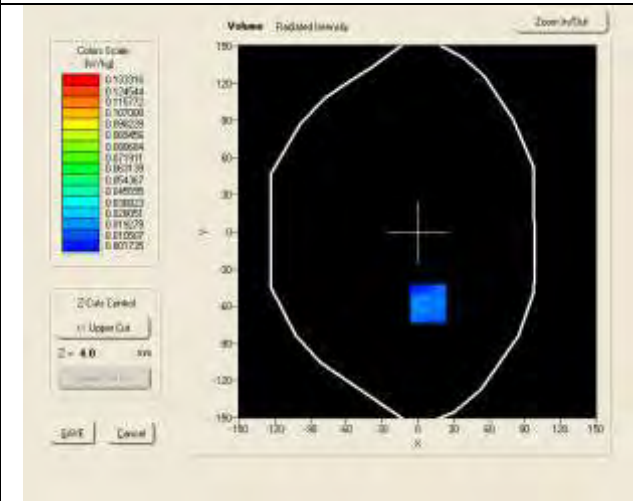 Volume Radiated Intensity
Zoom In/Out
Colors Scale
(W/kg)
0.133316
0.124544
0.115772
0.107000
0.098228
0.089456
0.080684
0.071911
0.063139
0.054367
0.045595
0.036823
0.028051
0.019279
0.010507
0.001735
150
120
90
60
30
Y
0
-30
-60
-90
-120
-150
-150 -120 -90 -60 -30 0 30 60 90 120 150
X
Z Cuts Control
Upper Cut
Z = 4.0 mm
SAVE
Cancel